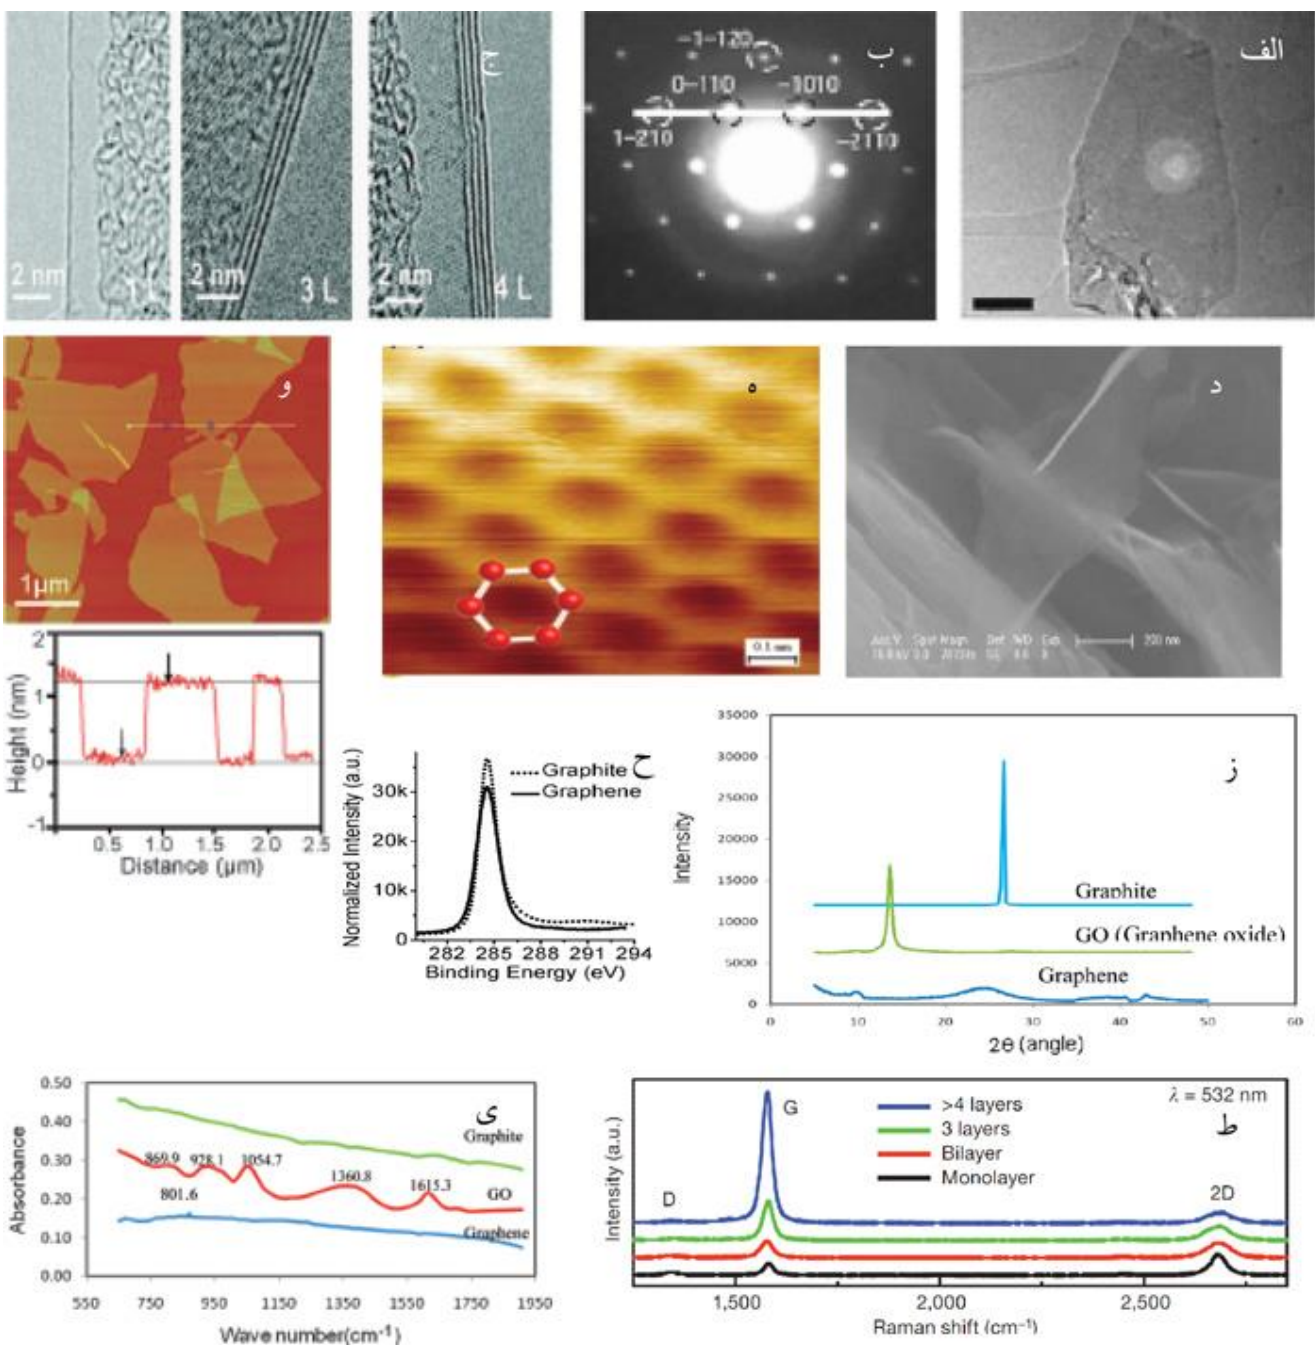 ج
2 nm
1 L
2 nm
3 L
2 nm
4 L
ب
-1-120
0-110
-1010
1-210
-2110
الف
و
1µm
ه
0.1 nm
د
200 nm
2
1
0
-1
Height (nm)
0.5 1.0 1.5 2.0 2.5
Distance (µm)
ح
Graphite
Graphene
30k
20k
10k
0
Normalized Intensity (a.u.)
282 285 288 291 294
Binding Energy (eV)
ز
35000
30000
25000
20000
15000
10000
5000
0
Intensity
Graphite
GO (Graphene oxide)
Graphene
0 10 20 30 40 50 60
2θ (angle)
ی
0.50
0.40
0.30
0.20
0.10
0.00
Absorbance
Graphite
869.9 928.1 1054.7 1360.8 1615.3
GO
801.6
Graphene
550 750 950 1150 1350 1550 1750 1950
Wave number(cm-1)
ط
λ = 532 nm
G
>4 layers
3 layers
Bilayer
Monolayer
D
2D
Intensity (a.u.)
1,500 2,000 2,500
Raman shift (cm⁻¹)